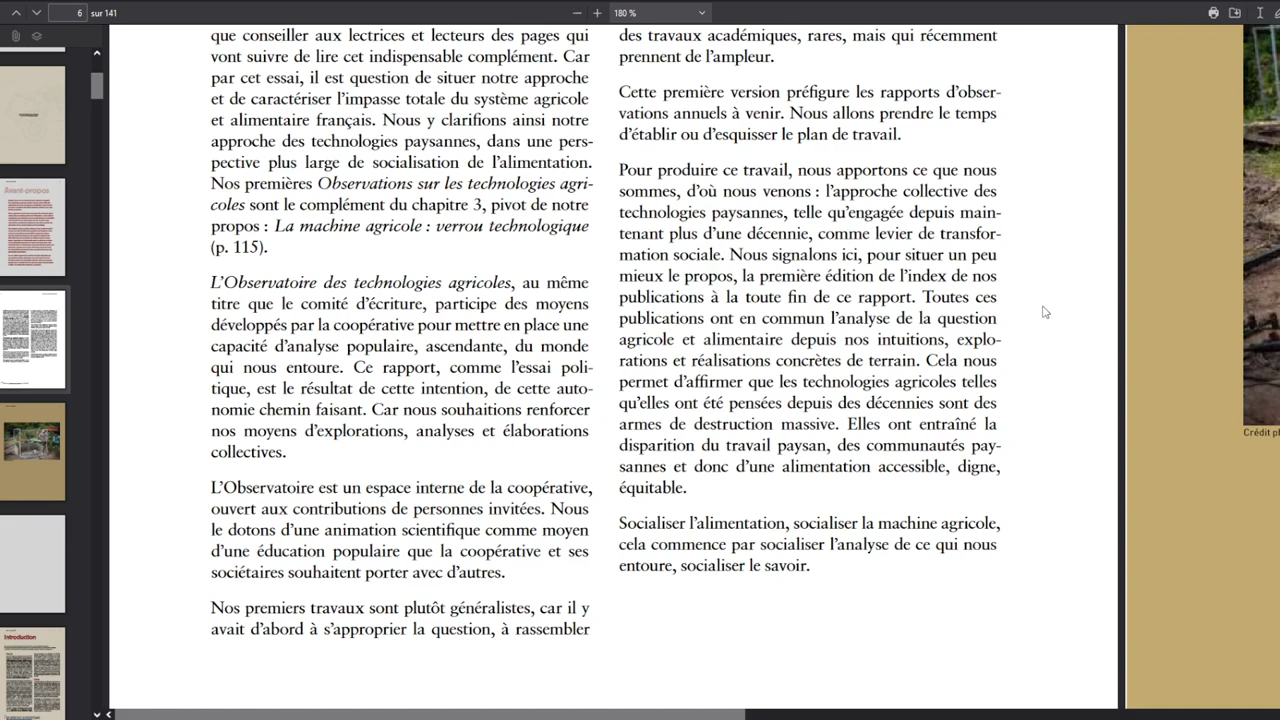 6
sur 141
180 %
que conseiller aux lectrices et lecteurs des pages qui
vont suivre de lire cet indispensable complément. Car
par cet essai, il est question de situer notre approche
et de caractériser l’impasse totale du système agricole
et alimentaire français. Nous y clarifions ainsi notre
approche des technologies paysannes, dans une pers-
pective plus large de socialisation de l’alimentation.
Nos premières Observations sur les technologies agri-
coles sont le complément du chapitre 3, pivot de notre
propos : La machine agricole : verrou technologique
(p. 115).
L’Observatoire des technologies agricoles, au même
titre que le comité d’écriture, participe des moyens
développés par la coopérative pour mettre en place une
capacité d’analyse populaire, ascendante, du monde
qui nous entoure. Ce rapport, comme l’essai poli-
tique, est le résultat de cette intention, de cette auto-
nomie chemin faisant. Car nous souhaitions renforcer
nos moyens d’explorations, analyses et élaborations
collectives.
L’Observatoire est un espace interne de la coopérative,
ouvert aux contributions de personnes invitées. Nous
le dotons d’une animation scientifique comme moyen
d’une éducation populaire que la coopérative et ses
sociétaires souhaitent porter avec d’autres.
Nos premiers travaux sont plutôt généralistes, car il y
avait d’abord à s’approprier la question, à rassembler
des travaux académiques, rares, mais qui récemment
prennent de l’ampleur.
Cette première version préfigure les rapports d’obser-
vations annuels à venir. Nous allons prendre le temps
d’établir ou d’esquisser le plan de travail.
Pour produire ce travail, nous apportons ce que nous
sommes, d’où nous venons : l’approche collective des
technologies paysannes, telle qu’engagée depuis main-
tenant plus d’une décennie, comme levier de transfor-
mation sociale. Nous signalons ici, pour situer un peu
mieux le propos, la première édition de l’index de nos
publications à la toute fin de ce rapport. Toutes ces
publications ont en commun l’analyse de la question
agricole et alimentaire depuis nos intuitions, explo-
rations et réalisations concrètes de terrain. Cela nous
permet d’affirmer que les technologies agricoles telles
qu’elles ont été pensées depuis des décennies sont des
armes de destruction massive. Elles ont entraîné la
disparition du travail paysan, des communautés pay-
sannes et donc d’une alimentation accessible, digne,
équitable.
Socialiser l’alimentation, socialiser la machine agricole,
cela commence par socialiser l’analyse de ce qui nous
entoure, socialiser le savoir.
Crédit pl
Avant-propos
Introduction